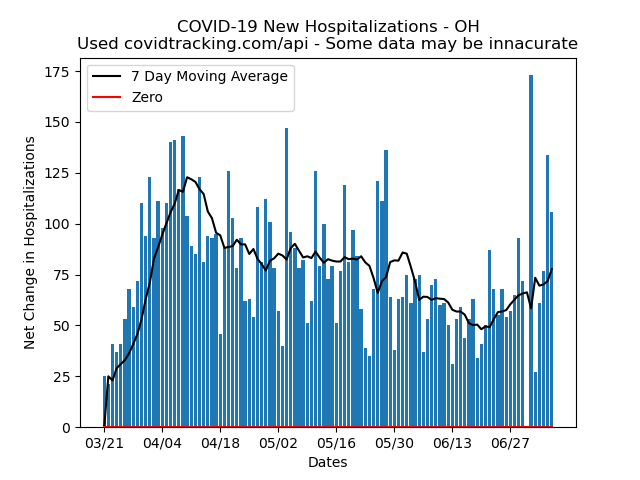 COVID-19 New Hospitalizations - OH
Used covidtracking.com/api - Some data may be innacurate
7 Day Moving Average
Zero
Net Change in Hospitalizations
175
150
125
100
75
50
25
0
03/21 04/04 04/18 05/02 05/16 05/30 06/13 06/27
Dates